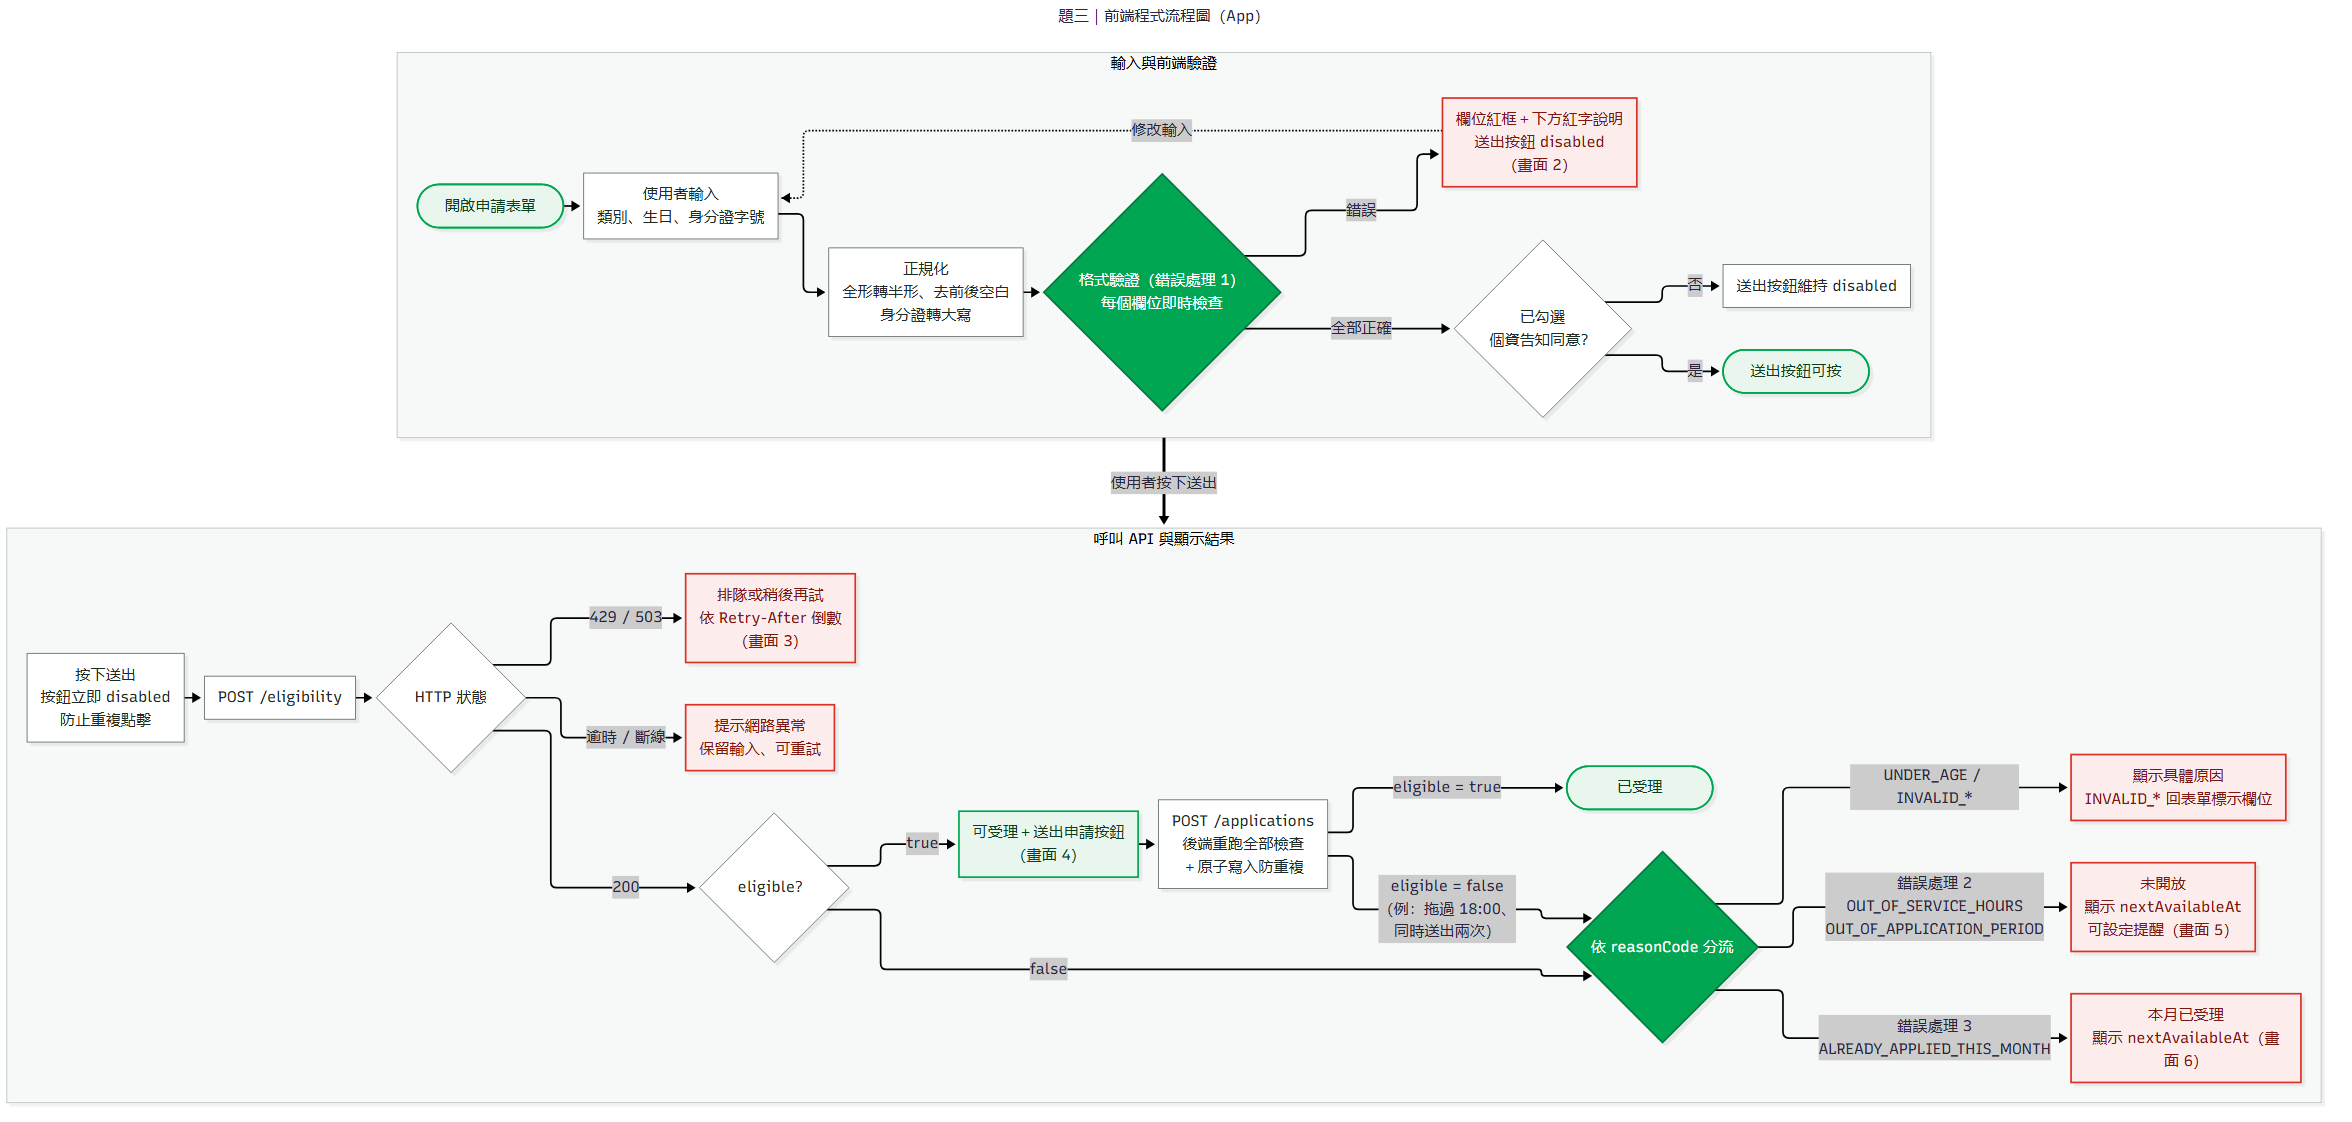 題三｜前端程式流程圖（App）
輸入與前端驗證
欄位紅框＋下方紅字說明
送出按鈕 disabled
（畫面 2）
修改輸入
開啟申請表單
使用者輸入
類別、生日、身分證字號
錯誤
正規化
全形轉半形、去前後空白
身分證轉大寫
格式驗證（錯誤處理 1）
每個欄位即時檢查
全部正確
已勾選
個資告知同意？
否
送出按鈕維持 disabled
是
送出按鈕可按
使用者按下送出
呼叫 API 與顯示結果
按下送出
按鈕立即 disabled
防止重複點擊
POST /eligibility
HTTP 狀態
429 / 503
排隊或稍後再試
依 Retry-After 倒數
（畫面 3）
逾時 / 斷線
提示網路異常
保留輸入、可重試
200
eligible?
true
可受理＋送出申請按鈕
（畫面 4）
POST /applications
後端重跑全部檢查
＋原子寫入防重複
eligible = true
已受理
eligible = false
（例：拖過 18:00、
同時送出兩次）
false
依 reasonCode 分流
UNDER_AGE /
INVALID_*
顯示具體原因
INVALID_* 回表單標示欄位
錯誤處理 2
OUT_OF_SERVICE_HOURS
OUT_OF_APPLICATION_PERIOD
未開放
顯示 nextAvailableAt
可設定提醒（畫面 5）
錯誤處理 3
ALREADY_APPLIED_THIS_MONTH
本月已受理
顯示 nextAvailableAt（畫
面 6）